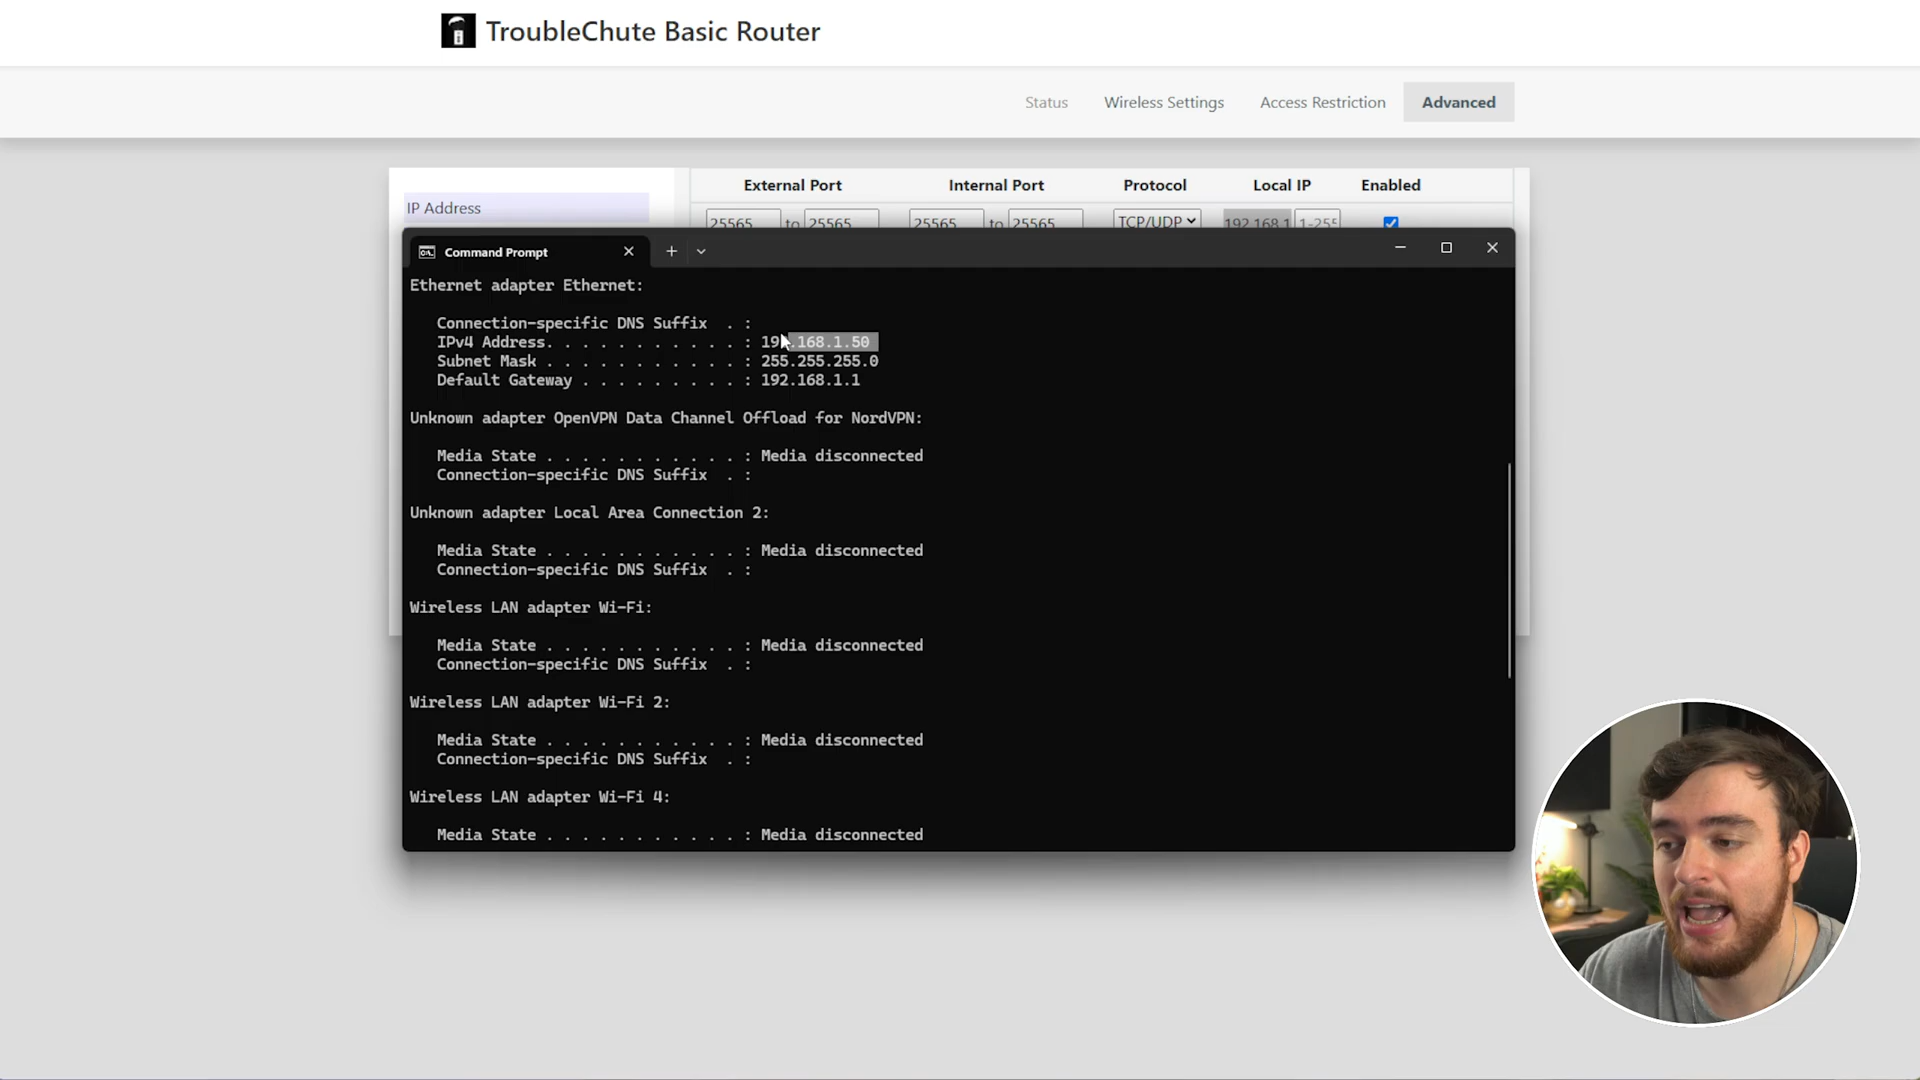 TroubleChute Basic Router
Status Wireless Settings Access Restriction Advanced
External Port Internal Port Protocol Local IP Enabled
IP Address
25565 to 25565 25565 to 25565 TCP/UDP 192.168.1 1-255
Command Prompt
Ethernet adapter Ethernet:
Connection-specific DNS Suffix . :
IPv4 Address. . . . . . . . . . . : 192.168.1.50
Subnet Mask . . . . . . . . . . . : 255.255.255.0
Default Gateway . . . . . . . . . : 192.168.1.1
Unknown adapter OpenVPN Data Channel Offload for NordVPN:
Media State . . . . . . . . . . . : Media disconnected
Connection-specific DNS Suffix . :
Unknown adapter Local Area Connection 2:
Media State . . . . . . . . . . . : Media disconnected
Connection-specific DNS Suffix . :
Wireless LAN adapter Wi-Fi:
Media State . . . . . . . . . . . : Media disconnected
Connection-specific DNS Suffix . :
Wireless LAN adapter Wi-Fi 2:
Media State . . . . . . . . . . . : Media disconnected
Connection-specific DNS Suffix . :
Wireless LAN adapter Wi-Fi 4:
Media State . . . . . . . . . . . : Media disconnected